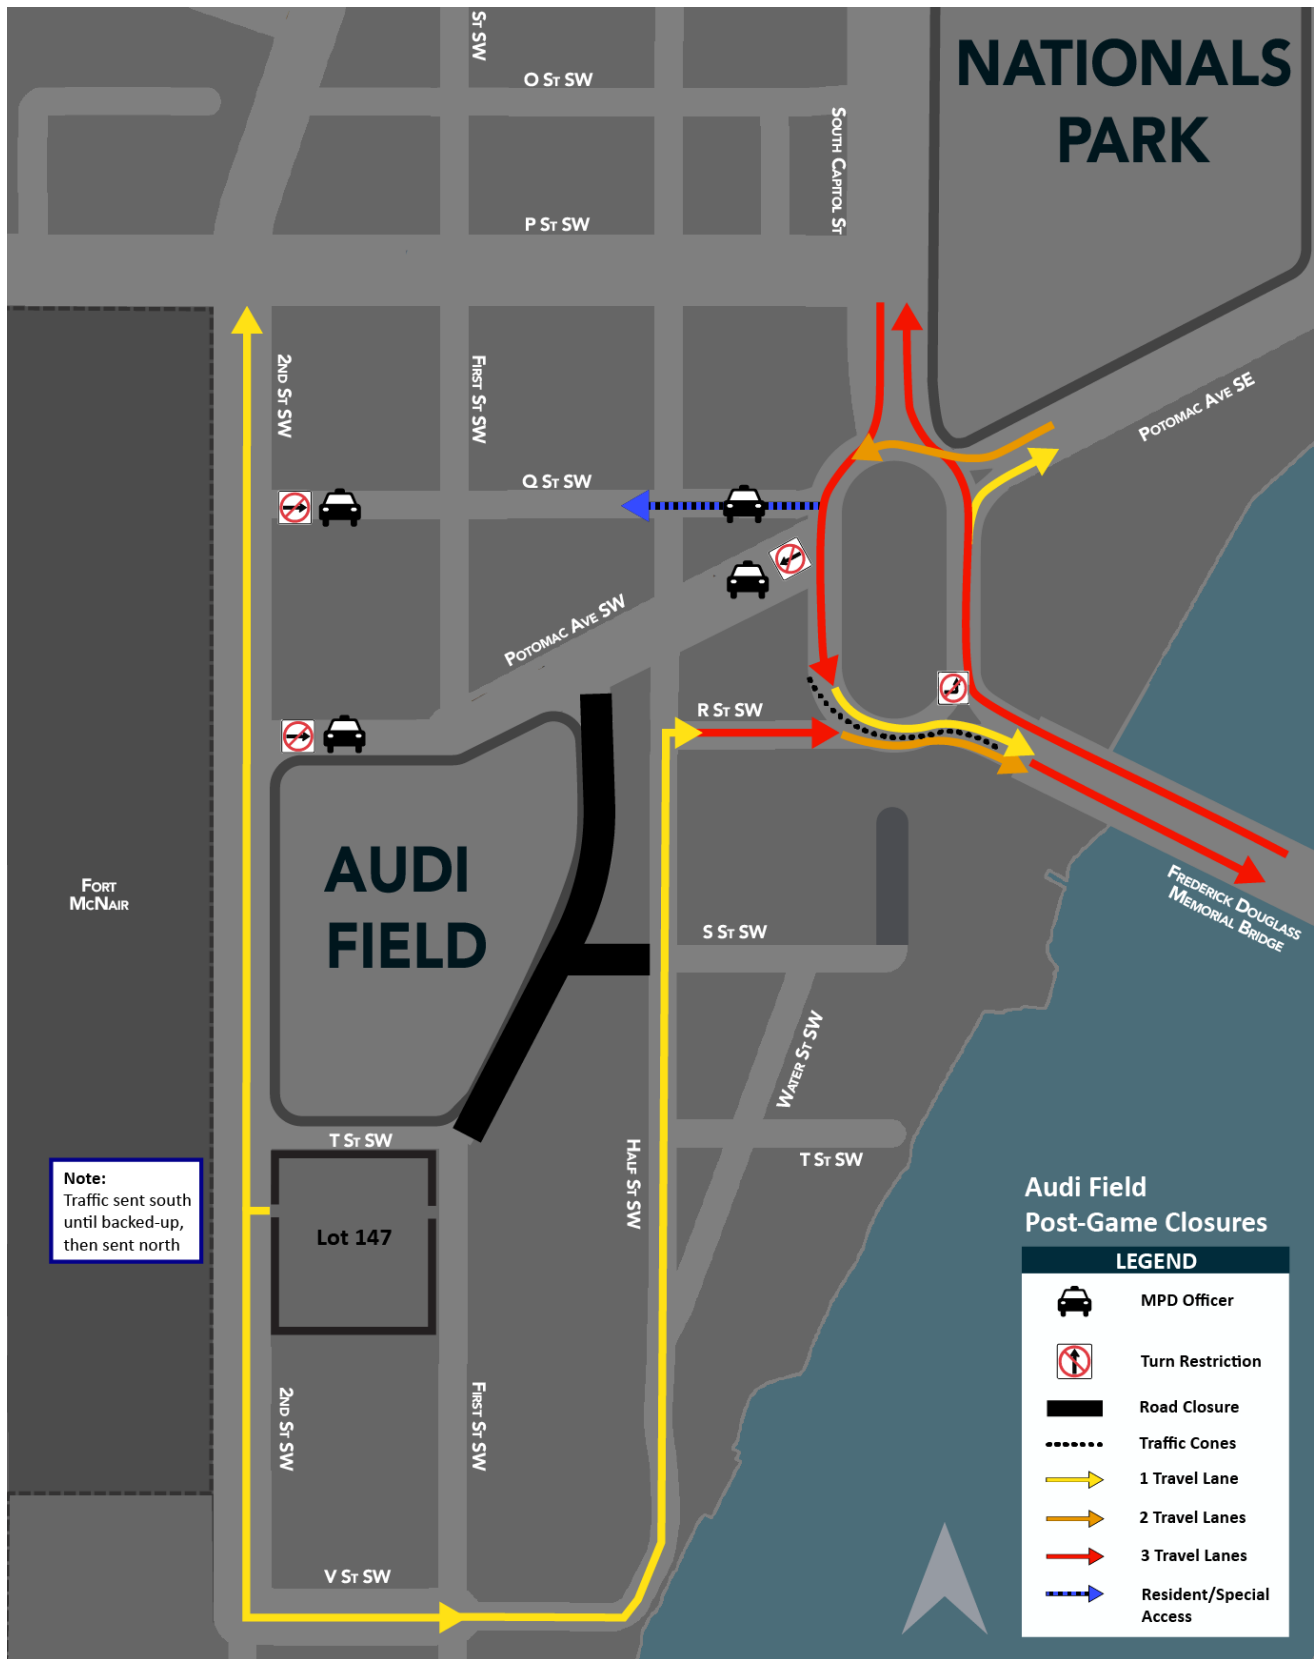 ST SW
NATIONALS
PARK
O ST SW
SOUTH CAPITOL ST
P ST SW
2ND ST SW
FIRST ST SW
POTOMAC AVE SE
Q ST SW
POTOMAC AVE SW
R ST SW
AUDI
FIELD
FORT
MCNAIR
FREDERICK DOUGLASS
MEMORIAL BRIDGE
S ST SW
WATER ST SW
T ST SW
HALF ST SW
T ST SW
Note:
Traffic sent south
until backed-up,
then sent north
Lot 147
2ND ST SW
FIRST ST SW
V ST SW
Audi Field
Post-Game Closures
LEGEND
MPD Officer
Turn Restriction
Road Closure
Traffic Cones
1 Travel Lane
2 Travel Lanes
3 Travel Lanes
Resident/Special
Access